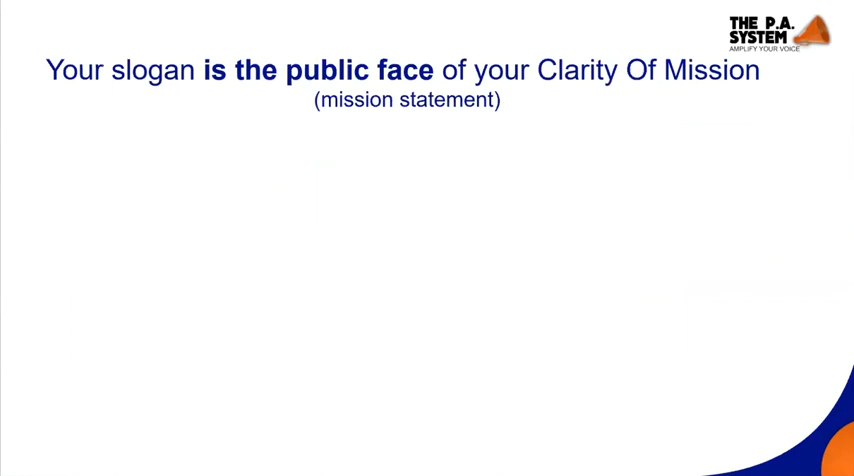 THE P.A.
SYSTEM
AMPLIFY YOUR VOICE
Your slogan is the public face of your Clarity Of Mission
(mission statement)